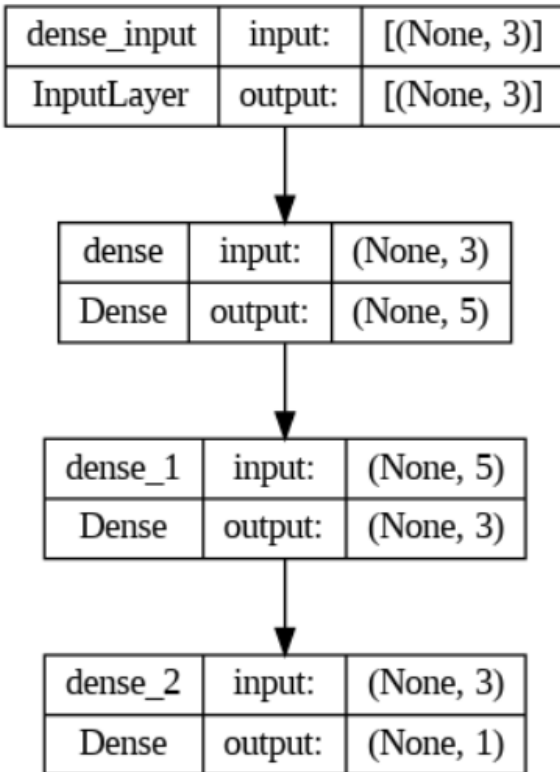 dense_input input: [(None, 3)]
InputLayer output: [(None, 3)]
dense input: (None, 3)
Dense output: (None, 5)
dense_1 input: (None, 5)
Dense output: (None, 3)
dense_2 input: (None, 3)
Dense output: (None, 1)